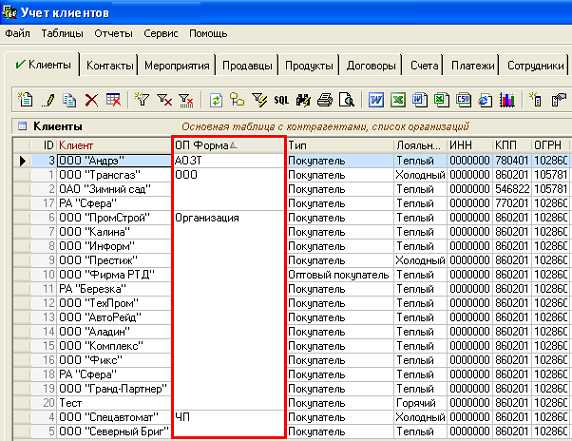 Учет клиентов
Файл Таблицы Отчеты Сервис Помощь
Клиенты Контакты Мероприятия Продавцы Продукты Договоры Счета Платежи Сотрудники
SQL
Клиенты Основная таблица с контрагентами, список организаций
ID Клиент ОП Форма Тип Лояльн... ИНН КПП ОГРН
3 ООО "Андрэ" АОЗТ Покупатель Теплый 0000000 780401 102860
1 ООО "Трансгаз" ООО Покупатель Холодный 0000000 860201 105781
2 ОАО "Зимний сад" Покупатель Теплый 0000000 546822 105781
17 РА "Сфера" Покупатель Теплый 0000000 770201 102860
6 ООО "ПромСтрой" Организация Покупатель Теплый 0000000 860201 102860
7 ООО "Калина" Покупатель Теплый 0000000 860201 102860
8 ООО "Информ" Покупатель Теплый 0000000 860201 102860
9 ООО "Престиж" Покупатель Холодный 0000000 860201 102860
10 ООО "Фирма РТД" Оптовый покупатель Теплый 0000000 860201 102860
11 РА "Березка" Покупатель Теплый 0000000 860201 102860
12 ООО "ТехПром" Покупатель Теплый 0000000 860201 102860
13 ООО "АвтоРейд" Покупатель Теплый 0000000 860201 102860
14 ООО "Аладин" Покупатель Теплый 0000000 860201 102860
15 ООО "Комплекс" Покупатель Теплый 0000000 860201 102860
16 ООО "Фикс" Покупатель Теплый 0000000 860201 102860
18 РА "Сфера" Покупатель Теплый 0000000 860201 102860
19 ООО "Гранд-Партнер" Покупатель Теплый 0000000 860201 102860
20 Тест Покупатель Горячий 0000000 860201 102860
4 ООО "Спецавтомат" ЧП Покупатель Холодный 0000000 860201 102860
5 ООО "Северный Бриг" Покупатель Теплый 0000000 860201 102860